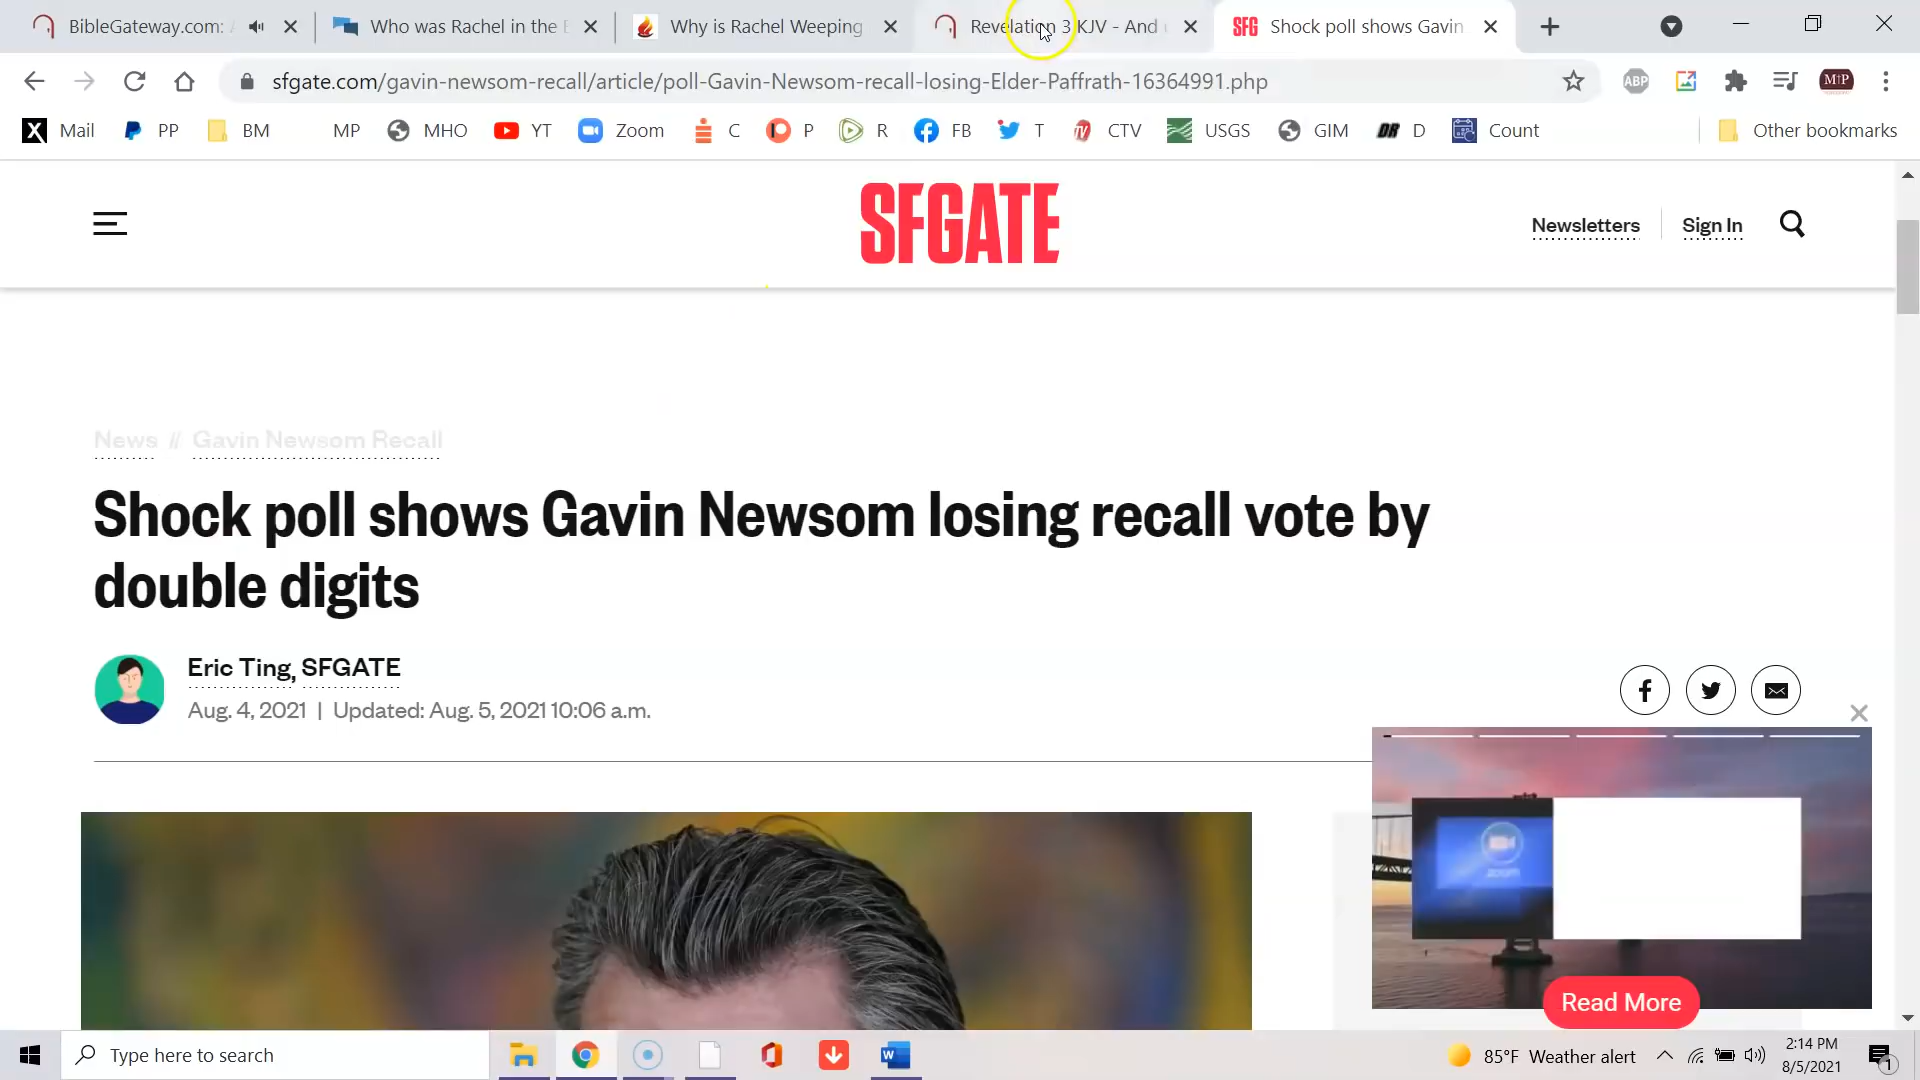 BibleGateway.com:
Who was Rachel in the
Why is Rachel Weeping
Revelation 3 KJV - And
Shock poll shows Gavin
sfgate.com/gavin-newsom-recall/article/poll-Gavin-Newsom-recall-losing-Elder-Paffrath-16364991.php
ABP
M↑P
X Mail
PP
BM
MP
MHO
YT
Zoom
C
P
R
FB
T
CTV
USGS
GIM
DR D
Count
Other bookmarks
SFGATE
Newsletters
Sign In
News // Gavin Newsom Recall
Shock poll shows Gavin Newsom losing recall vote by
double digits
Eric Ting, SFGATE
Aug. 4, 2021 | Updated: Aug. 5, 2021 10:06 a.m.
zoom
Read More
Type here to search
85°F Weather alert
2:14 PM
8/5/2021
1